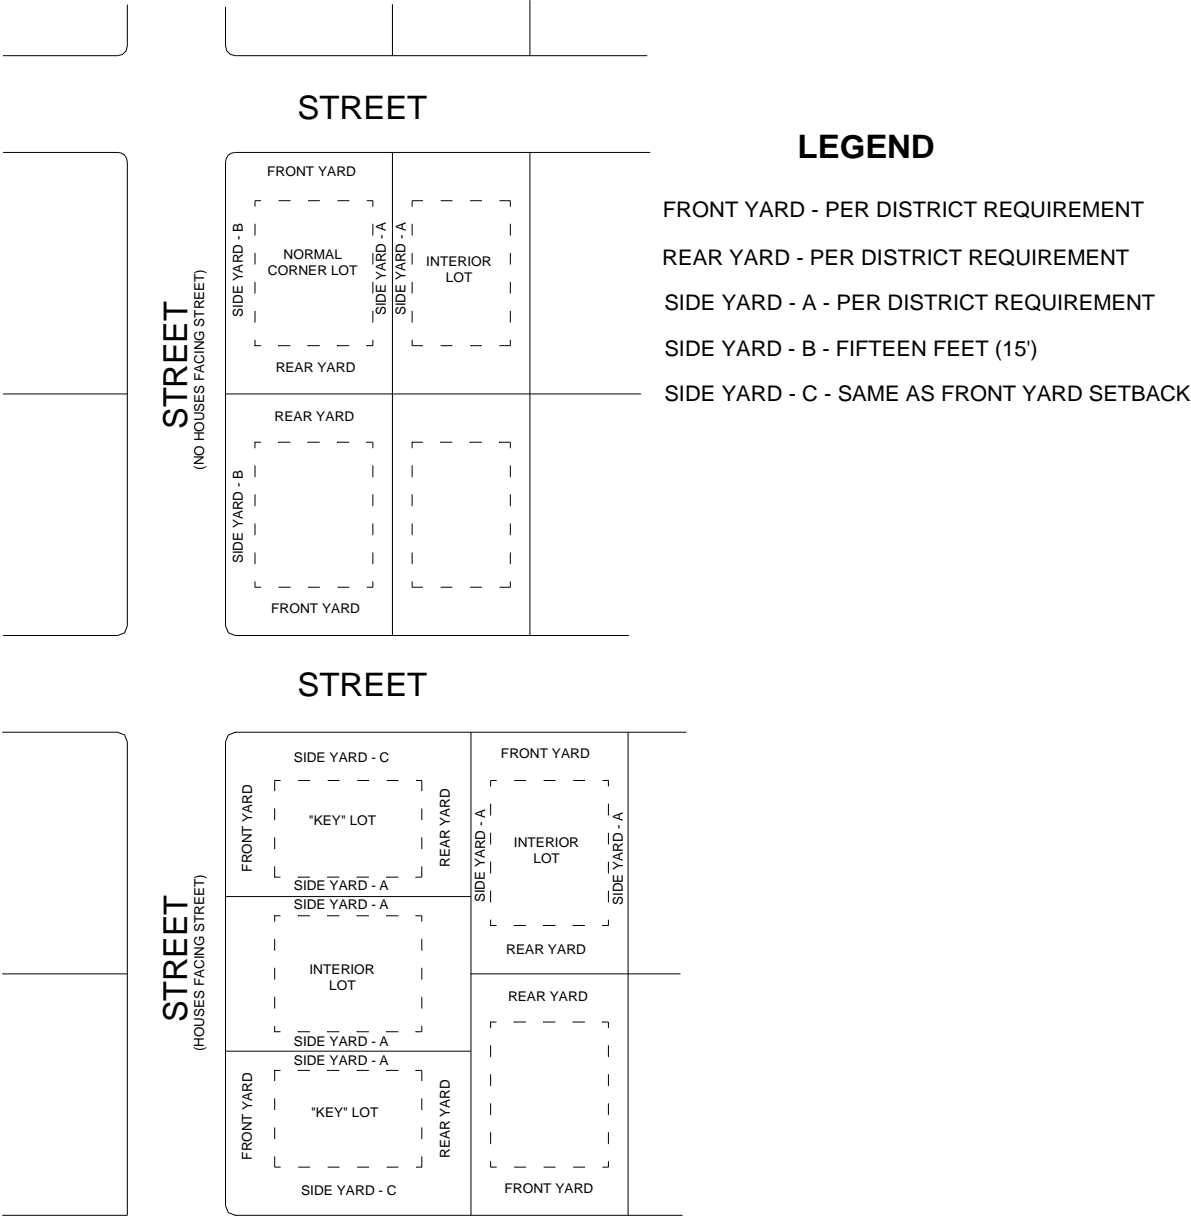 STREET
LEGEND
FRONT YARD - PER DISTRICT REQUIREMENT
REAR YARD - PER DISTRICT REQUIREMENT
SIDE YARD - A - PER DISTRICT REQUIREMENT
SIDE YARD - B - FIFTEEN FEET (15')
SIDE YARD - C - SAME AS FRONT YARD SETBACK
FRONT YARD
SIDE YARD - B
NORMAL
CORNER LOT
SIDE YARD - A
SIDE YARD - A
INTERIOR
LOT
REAR YARD
STREET
(NO HOUSES FACING STREET)
REAR YARD
SIDE YARD - B
FRONT YARD
STREET
SIDE YARD - C
FRONT YARD
"KEY" LOT
REAR YARD
SIDE YARD - A
FRONT YARD
SIDE YARD - A
INTERIOR
LOT
SIDE YARD - A
REAR YARD
STREET
(HOUSES FACING STREET)
SIDE YARD - A
INTERIOR
LOT
SIDE YARD - A
SIDE YARD - A
FRONT YARD
"KEY" LOT
REAR YARD
SIDE YARD - C
REAR YARD
FRONT YARD